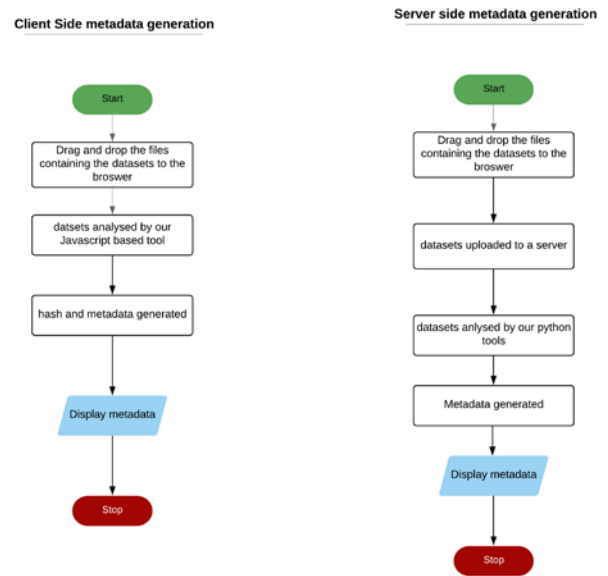 Client Side metadata generation
Start
Drag and drop the files
containing the datasets to the
broswer
datsets analysed by our
Javascript based tool
hash and metadata generated
Display metadata
Stop
Server side metadata generation
Start
Drag and drop the files
containing the datasets to the
broswer
datasets uploaded to a server
datasets anlysed by our python
tools
Metadata generated
Display metadata
Stop